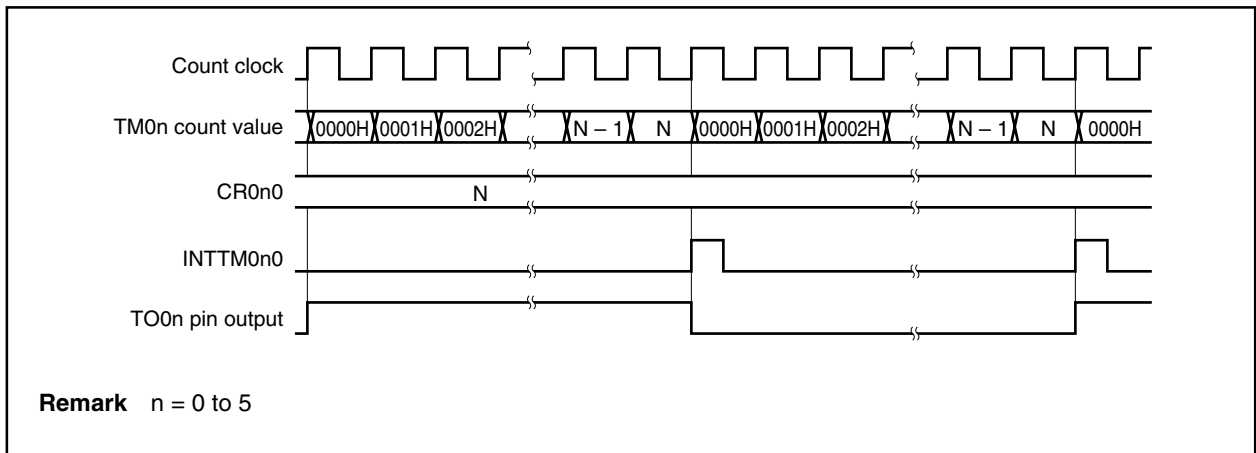 Count clock
TM0n count value 0000H 0001H 0002H N – 1 N 0000H 0001H 0002H N – 1 N 0000H
CR0n0 N
INTTM0n0
TO0n pin output
Remark n = 0 to 5